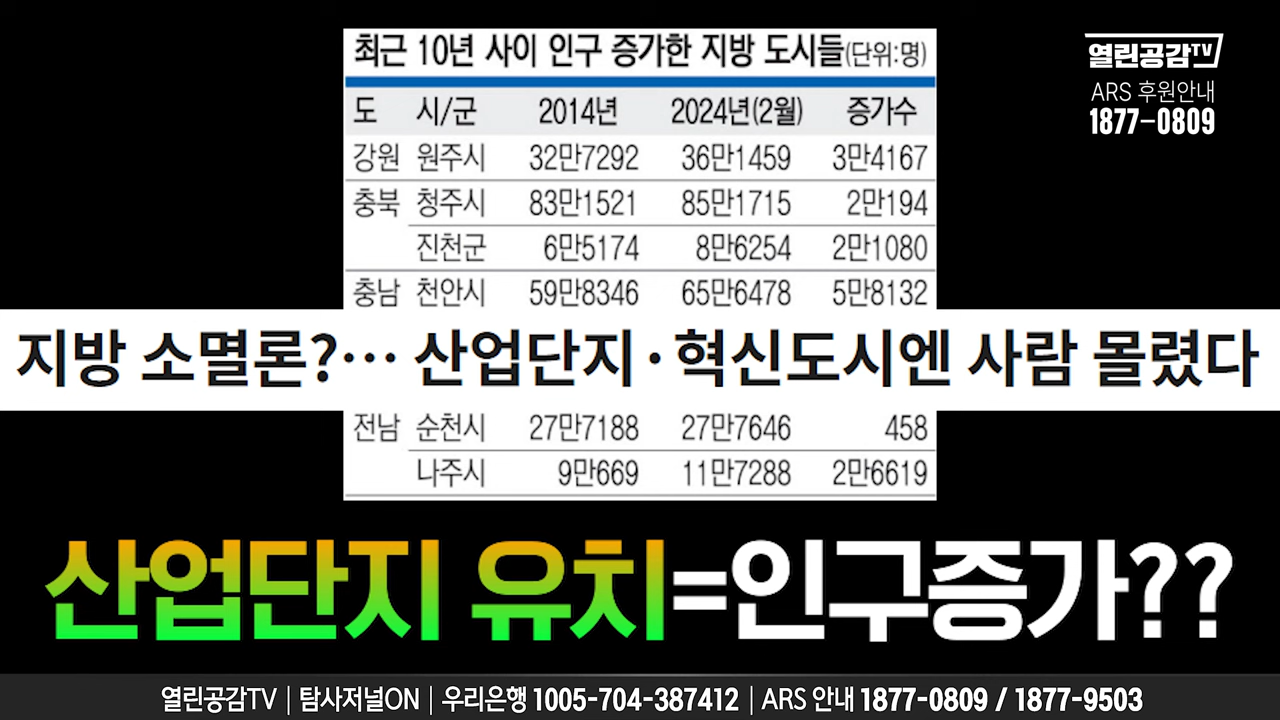 최근 10년 사이 인구 증가한 지방 도시들(단위:명)
열린공감TV
ARS 후원안내
1877-0809
도 시/군 2014년 2024년(2월) 증가수
강원 원주시 32만7292 36만1459 3만4167
충북 청주시 83만1521 85만1715 2만194
진천군 6만5174 8만6254 2만1080
충남 천안시 59만8346 65만6478 5만8132
지방 소멸론?… 산업단지·혁신도시엔 사람 몰렸다
전남 순천시 27만7188 27만7646 458
나주시 9만669 11만7288 2만6619
산업단지 유치=인구증가??
열린공감TV | 탐사저널ON | 우리은행 1005-704-387412 | ARS 안내 1877-0809 / 1877-9503